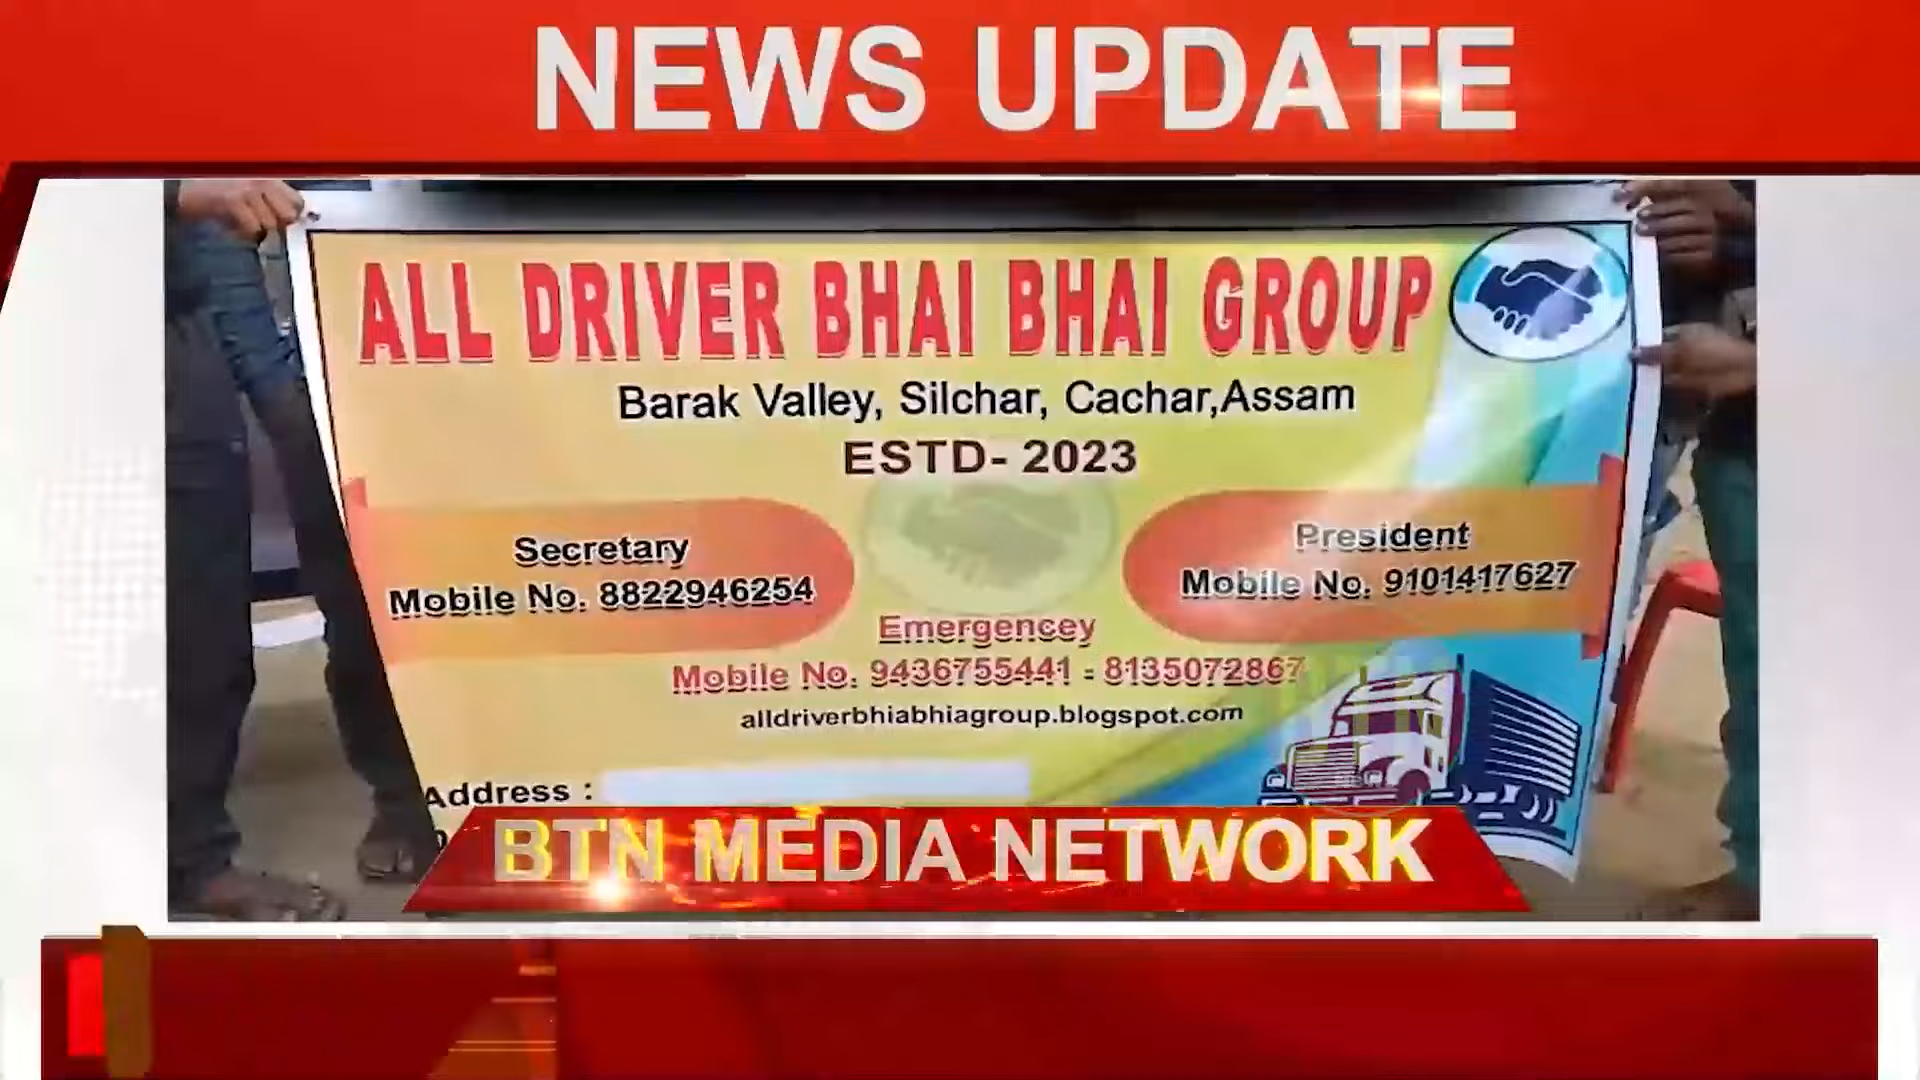 NEWS UPDATE
ALL DRIVER BHAI BHAI GROUP
Barak Valley, Silchar, Cachar,Assam
ESTD- 2023
Secretary
Mobile No. 8822946254
President
Mobile No. 9101417627
Emergencey
Mobile No. 9436755441 - 8135072867
alldriverbhiabhiagroup.blogspot.com
Address :
BTN MEDIA NETWORK